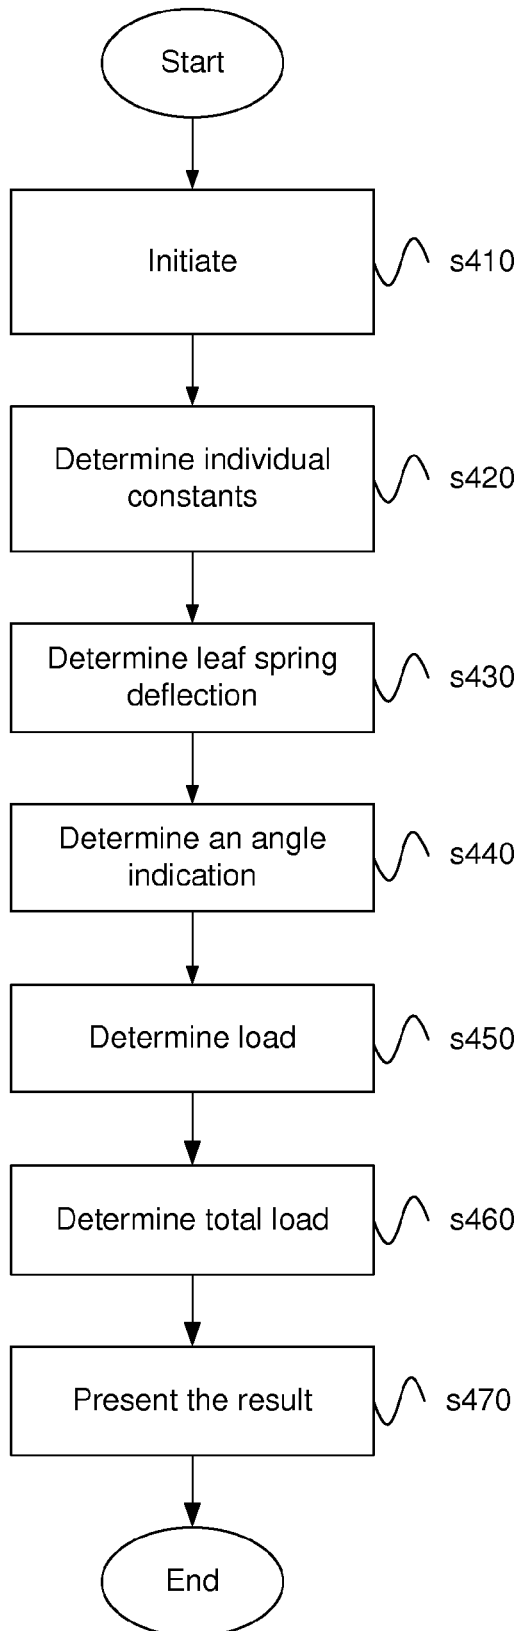 Start
Initiate
s410
Determine individual
constants
s420
Determine leaf spring
deflection
s430
Determine an angle
indication
s440
Determine load
s450
Determine total load
s460
Present the result
s470
End